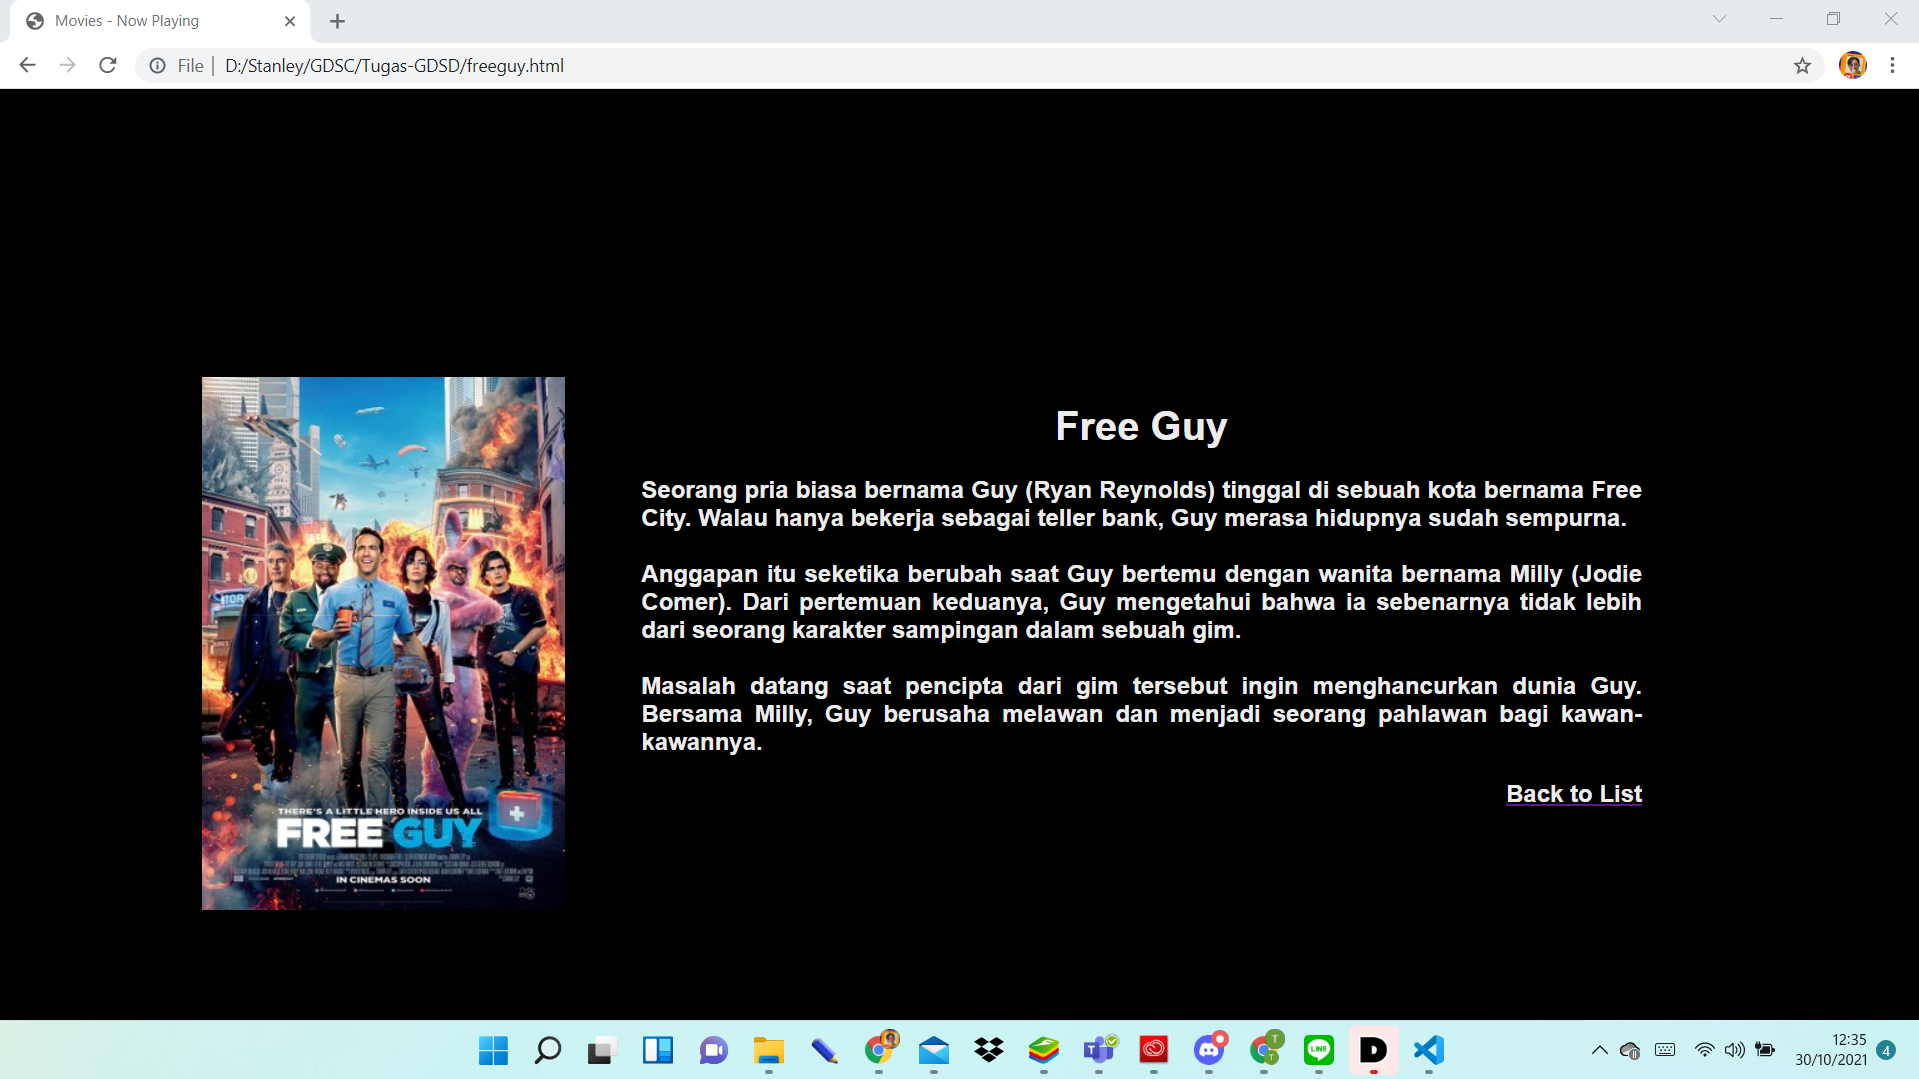 Movies - Now Playing
File
D:/Stanley/GDSC/Tugas-GDSD/freeguy.html
STOR
THERE'S A LITTLE HERO INSIDE US ALL
FREE GUY
IN CINEMAS SOON
Free Guy
Seorang pria biasa bernama Guy (Ryan Reynolds) tinggal di sebuah kota bernama Free
City. Walau hanya bekerja sebagai teller bank, Guy merasa hidupnya sudah sempurna.
Anggapan itu seketika berubah saat Guy bertemu dengan wanita bernama Milly (Jodie
Comer). Dari pertemuan keduanya, Guy mengetahui bahwa ia sebenarnya tidak lebih
dari seorang karakter sampingan dalam sebuah gim.
Masalah datang saat pencipta dari gim tersebut ingin menghancurkan dunia Guy.
Bersama Milly, Guy berusaha melawan dan menjadi seorang pahlawan bagi kawan-
kawannya.
Back to List
LINE
D
12:35
30/10/2021
4